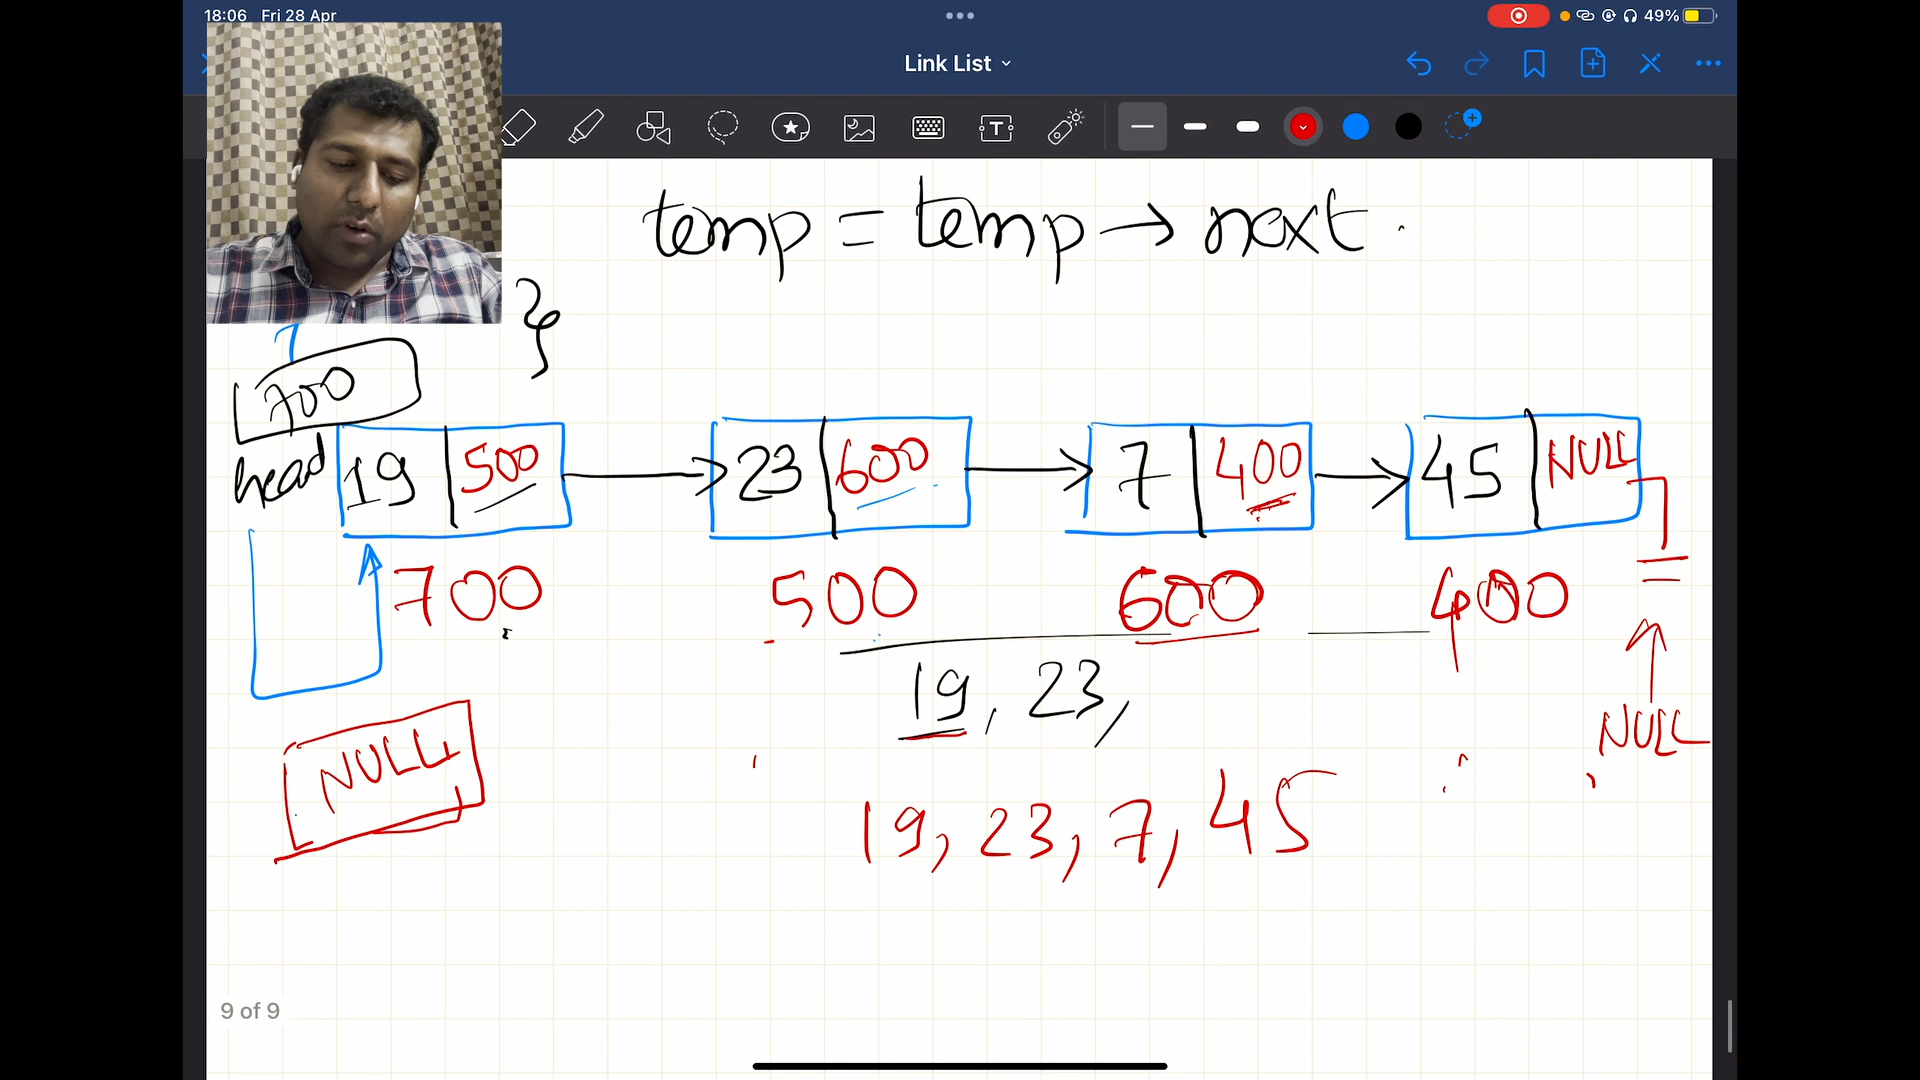 18:06 Fri 28 Apr
49%
Link List
T
temp = temp → next.
}
700
head
19 | 500 → 23 | 600 → 7 | 400 → 45 | NULL
700 500 600 400
19, 23,
NULL
NULL
19, 23, 7, 45
9 of 9